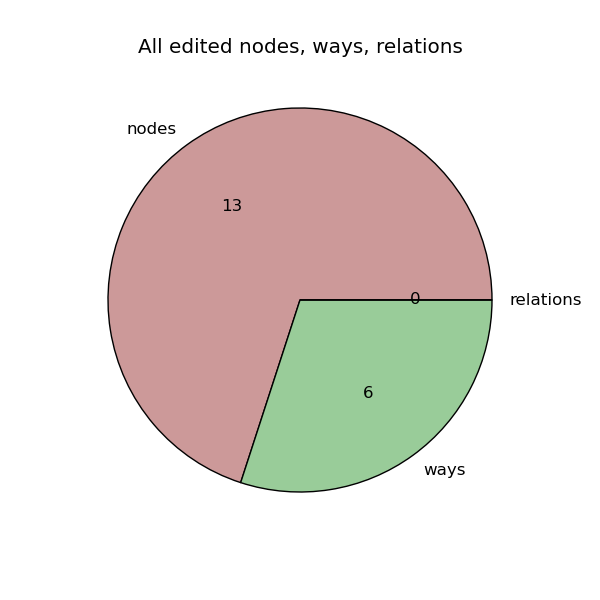 All edited nodes, ways, relations
nodes
13
0
relations
6
ways